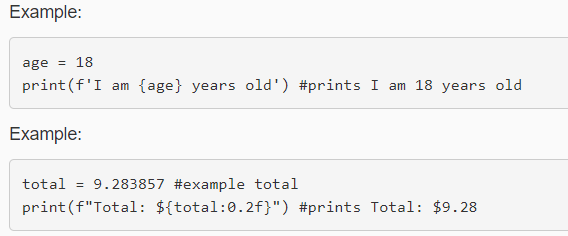 Example:
age = 18
print(f'I am {age} years old') #prints I am 18 years old
Example:
total = 9.283857 #example total
print(f"Total: ${total:0.2f}") #prints Total: $9.28